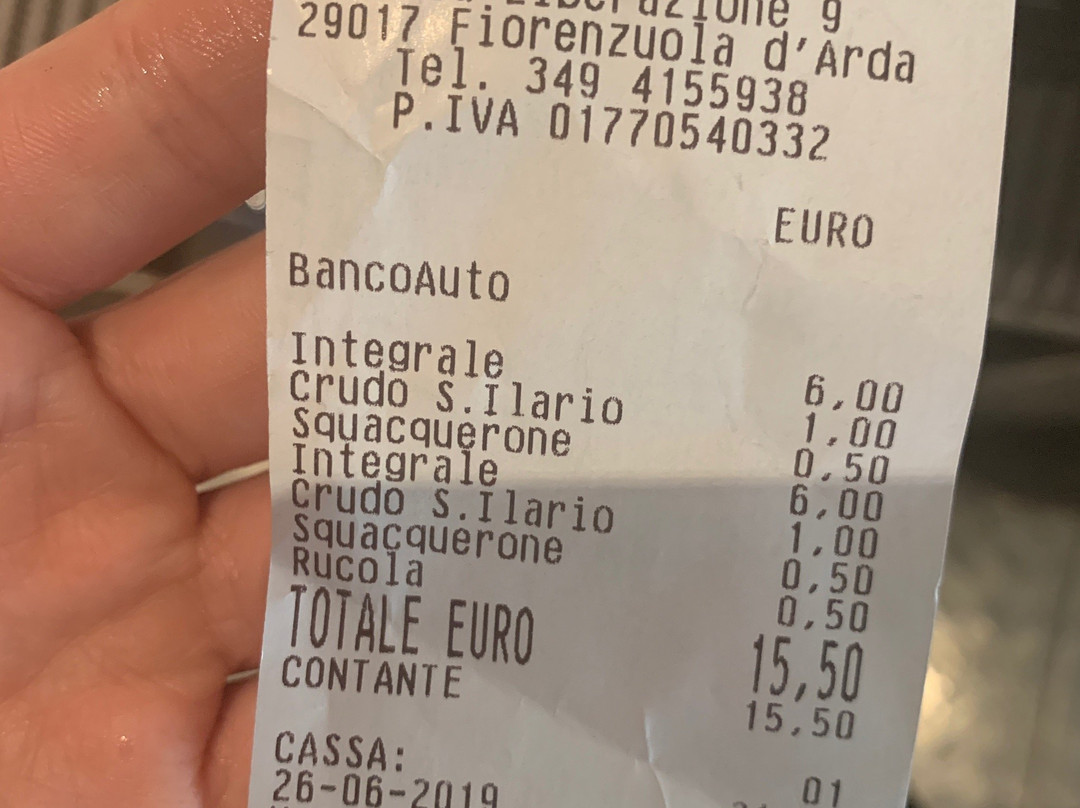 9
29017 Fiorenzuola d'Arda
Tel. 349 4155938
P.IVA 01770540332
EURO
BancoAuto
Integrale 6,00
Crudo S.Ilario 1,00
Squacquerone 0,50
Integrale 6,00
Crudo S.Ilario 1,00
Squacquerone 0,50
Rucola 0,50
TOTALE EURO 15,50
CONTANTE 15,50
CASSA: 01
26-06-2019